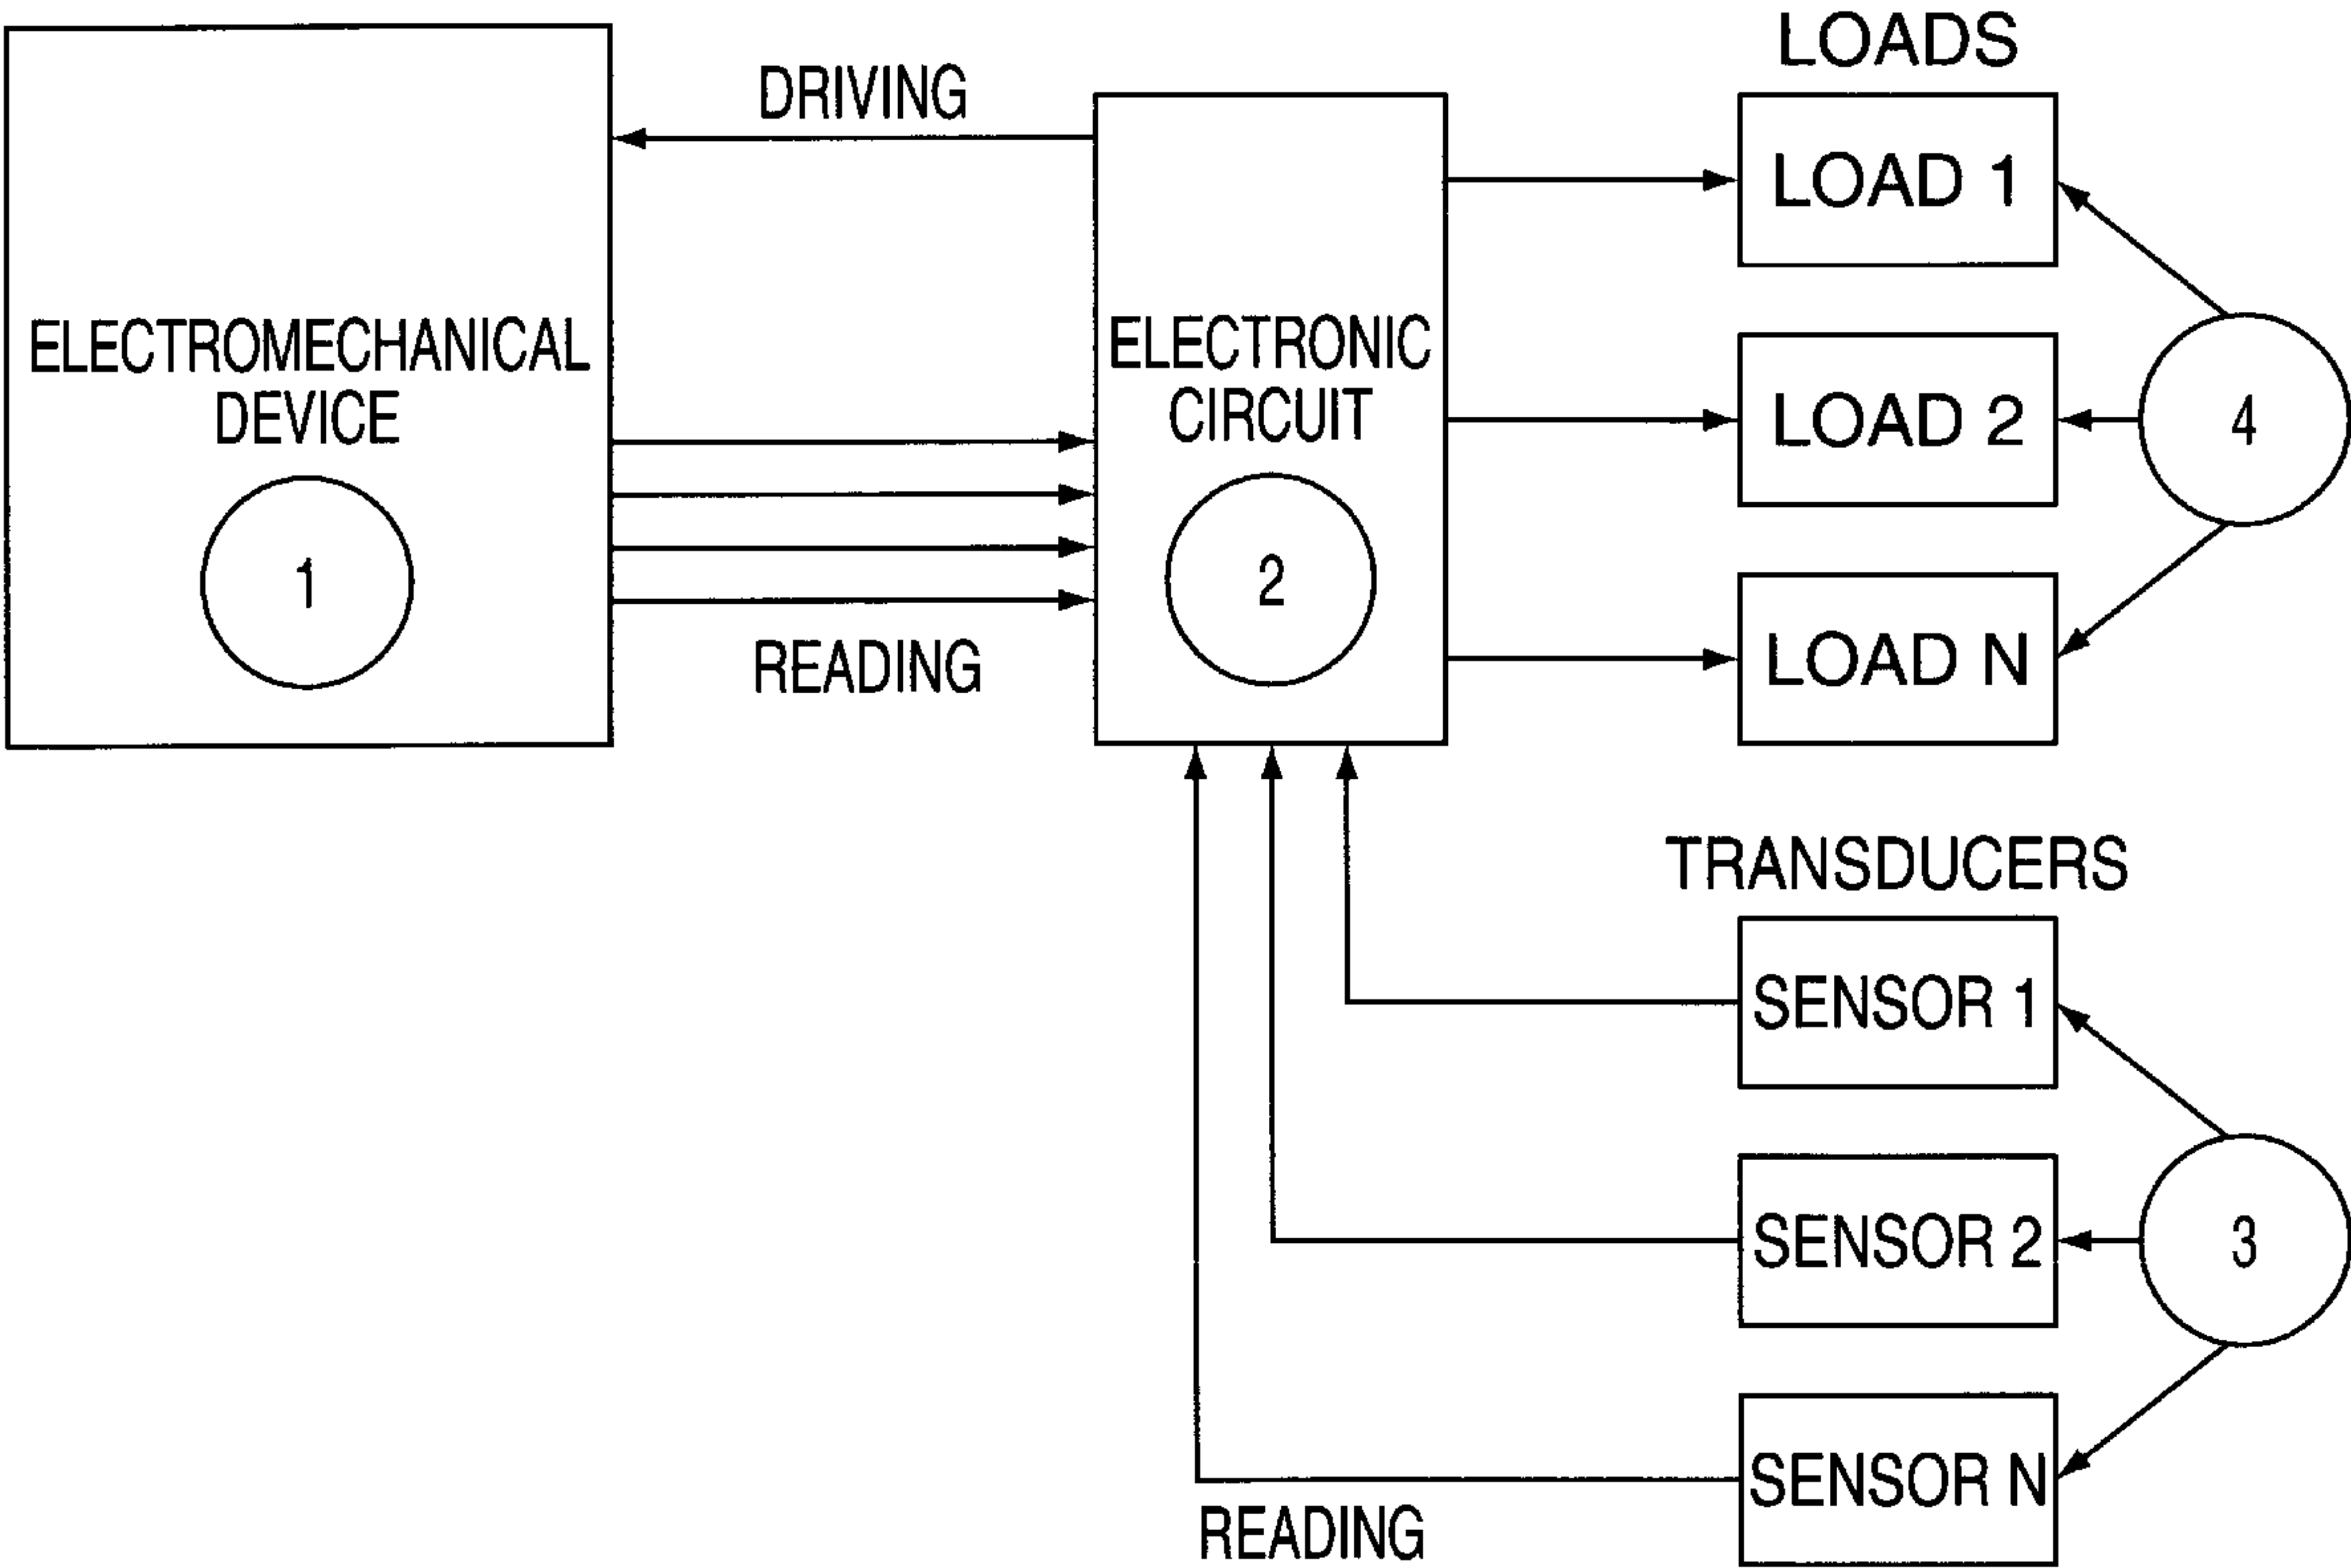 LOADS
DRIVING
LOAD 1
ELECTROMECHANICAL
DEVICE
1
ELECTRONIC
CIRCUIT
2
LOAD 2
4
LOAD N
READING
TRANSDUCERS
SENSOR 1
SENSOR 2
3
SENSOR N
READING